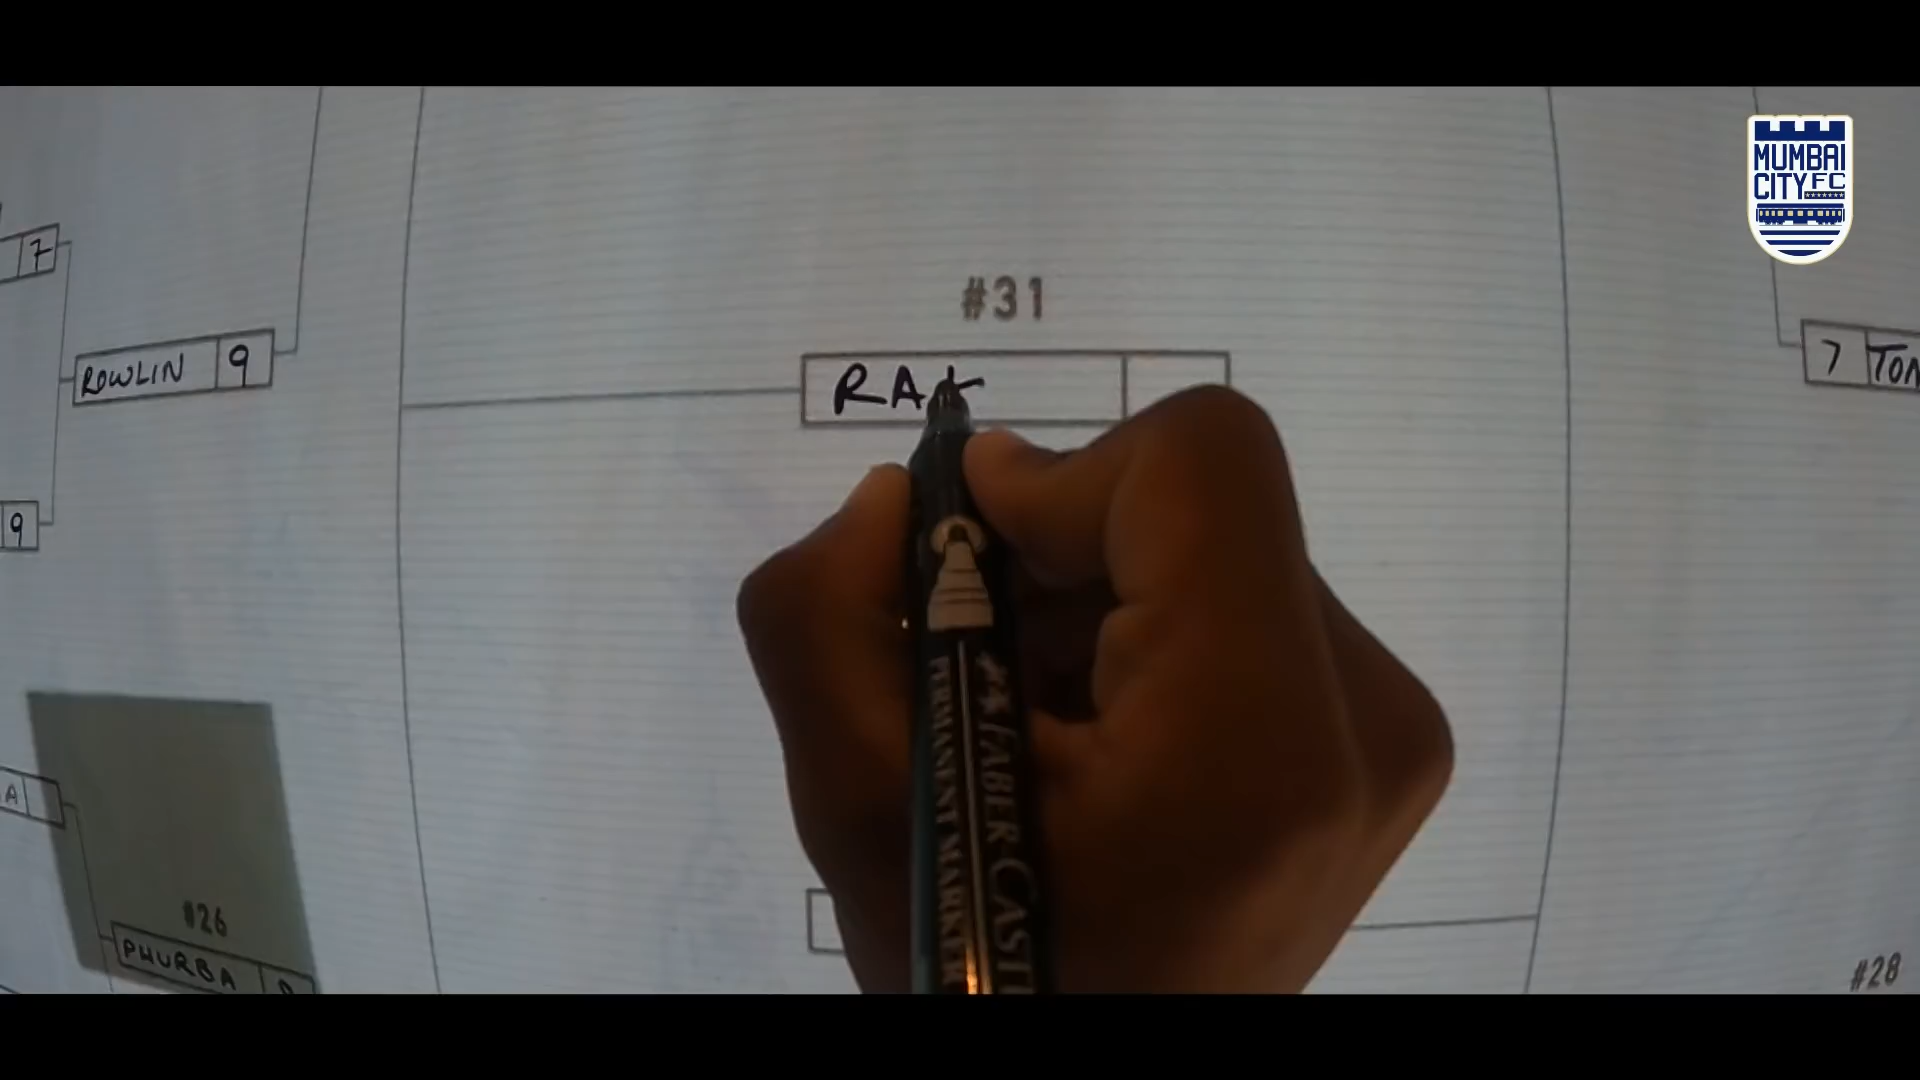 MUMBAI
CITY FC
#31
7
ROWLIN 9
RA
7 TON
9
A
#26
PHURBA
#28
FABER-CASTELL
PERMANENT MARKER